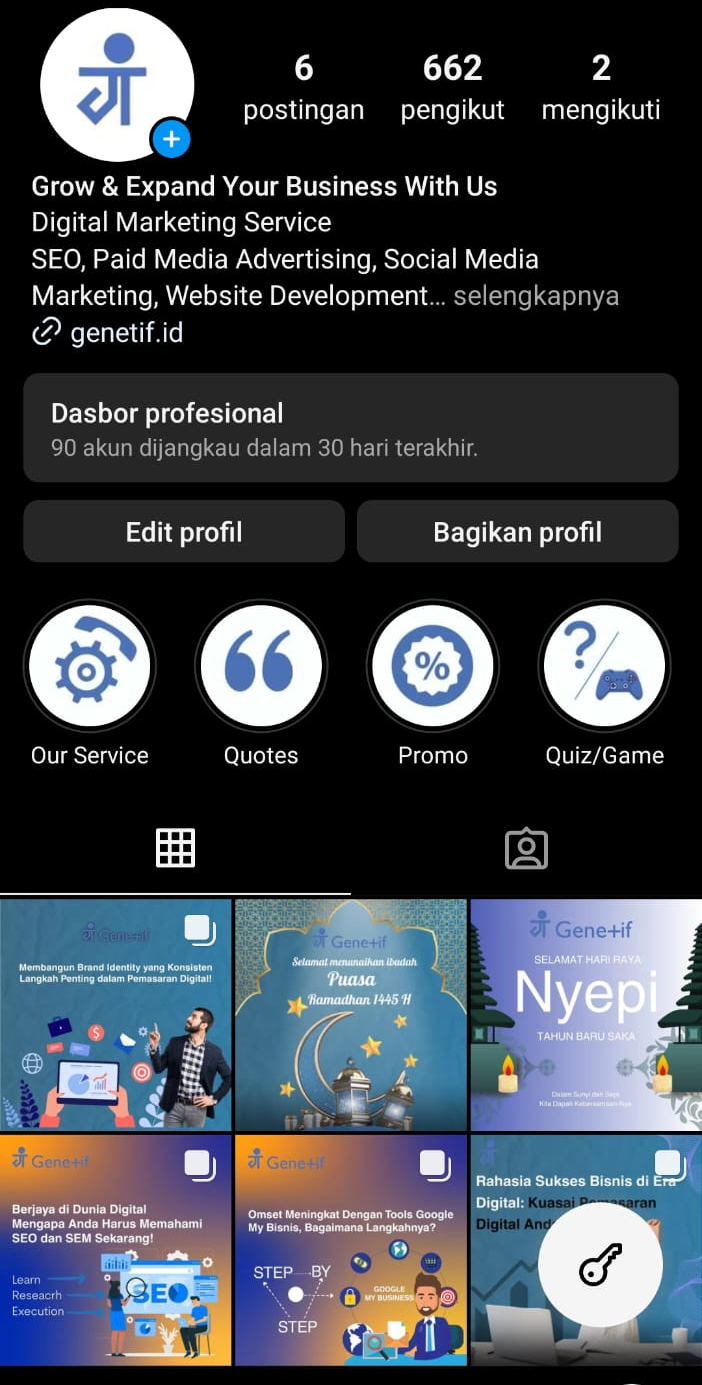 6
662
2
postingan
pengikut
mengikuti
Grow & Expand Your Business With Us
Digital Marketing Service
SEO, Paid Media Advertising, Social Media
Marketing, Website Development... selengkapnya
genetif.id
Dasbor profesional
90 akun dijangkau dalam 30 hari terakhir.
Edit profil
Bagikan profil
Our Service
Quotes
Promo
Quiz/Game
Gene+if
Membangun Brand Identity yang Konsisten
Langkah Penting dalam Pemasaran Digital!
Gene+if
Selamat menunaikan ibadah
Puasa
Ramadhan 1445 H
Gene+if
SELAMAT HARI RAYA
Nyepi
TAHUN BARU SAKA
Dalam Sunyi dan Sepi
Kita Dapati Kebersamaan-Nya
Gene+if
Berjaya di Dunia Digital
Mengapa Anda Harus Memahami
SEO dan SEM Sekarang!
Learn
Reseacrh
Execution
SEO
Gene+if
Omset Meningkat Dengan Tools Google
My Bisnis, Bagaimana Langkahnya?
STEP BY
STEP
GOOGLE
MY BUSINESS
Rahasia Sukses Bisnis di Era
Digital: Kuasai Pemasaran
Digital And